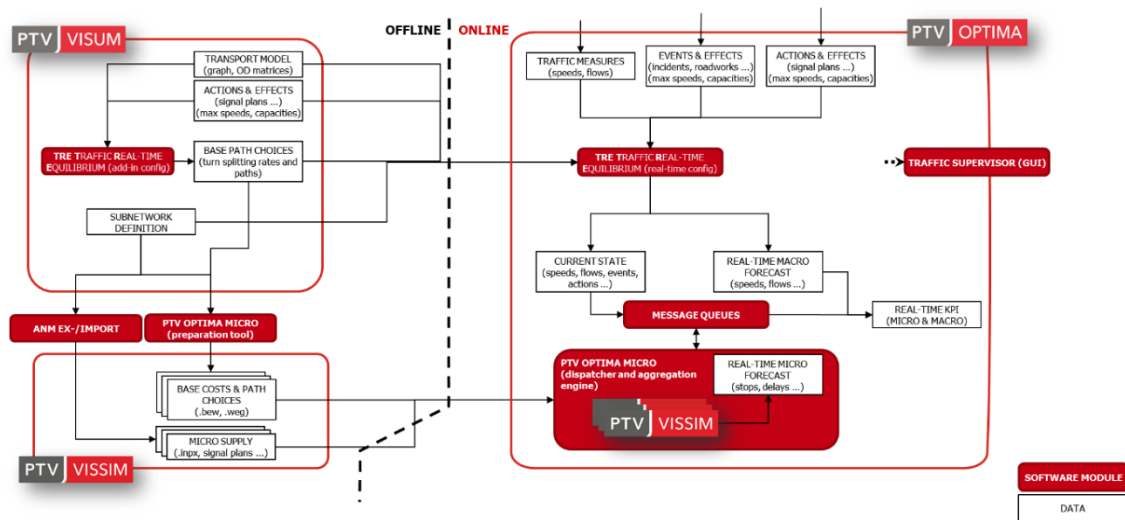 OFFLINE
ONLINE
PTV VISUM
TRANSPORT MODEL
(graph, OD matrices)
ACTIONS & EFFECTS
(signal plans ...)
(max speeds, capacities)
TRE TRAFFIC REAL-TIME
EQUILIBRIUM (add-in config)
BASE PATH CHOICES
(turn splitting rates and
paths)
SUBNETWORK
DEFINITION
ANM EX-/IMPORT
PTV OPTIMA MICRO
(preparation tool)
BASE COSTS & PATH
CHOICES
(.bew, .weg)
MICRO SUPPLY
(.inpx, signal plans ...)
PTV VISSIM
PTV OPTIMA
TRAFFIC MEASURES
(speeds, flows)
EVENTS & EFFECTS
(incidents, roadworks ...)
(max speeds, capacities)
ACTIONS & EFFECTS
(signal plans ...)
(max speeds, capacities)
TRE TRAFFIC REAL-TIME
EQUILIBRIUM (real-time config)
TRAFFIC SUPERVISOR (GUI)
CURRENT STATE
(speeds, flows, events,
actions ...)
REAL-TIME MACRO
FORECAST
(speeds, flows ...)
MESSAGE QUEUES
REAL-TIME KPI
(MICRO & MACRO)
PTV OPTIMA MICRO
(dispatcher and aggregation
engine)
REAL-TIME MICRO
FORECAST
(stops, delays ...)
PTV VISSIM
SOFTWARE MODULE
DATA